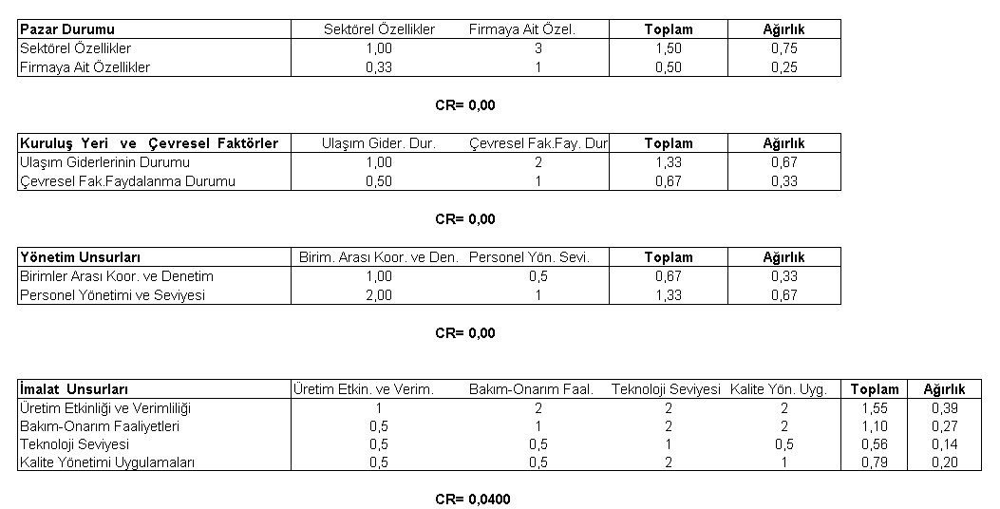 Pazar Durumu Sektörel Özellikler Firmaya Ait Özel. Toplam Ağırlık
Sektörel Özellikler 1,00 3 1,50 0,75
Firmaya Ait Özellikler 0,33 1 0,50 0,25
CR= 0,00
Kuruluş Yeri ve Çevresel Faktörler Ulaşım Gider. Dur. Çevresel Fak.Fay. Dur Toplam Ağırlık
Ulaşım Giderlerinin Durumu 1,00 2 1,33 0,67
Çevresel Fak.Faydalanma Durumu 0,50 1 0,67 0,33
CR= 0,00
Yönetim Unsurları Birim. Arası Koor. ve Den. Personel Yön. Sevi. Toplam Ağırlık
Birimler Arası Koor. ve Denetim 1,00 0,5 0,67 0,33
Personel Yönetimi ve Seviyesi 2,00 1 1,33 0,67
CR= 0,00
İmalat Unsurları Üretim Etkin. ve Verim. Bakım-Onarım Faal. Teknoloji Seviyesi Kalite Yön. Uyg. Toplam Ağırlık
Üretim Etkinliği ve Verimliliği 1 2 2 2 1,55 0,39
Bakım-Onarım Faaliyetleri 0,5 1 2 2 1,10 0,27
Teknoloji Seviyesi 0,5 0,5 1 0,5 0,56 0,14
Kalite Yönetimi Uygulamaları 0,5 0,5 2 1 0,79 0,20
CR= 0,0400